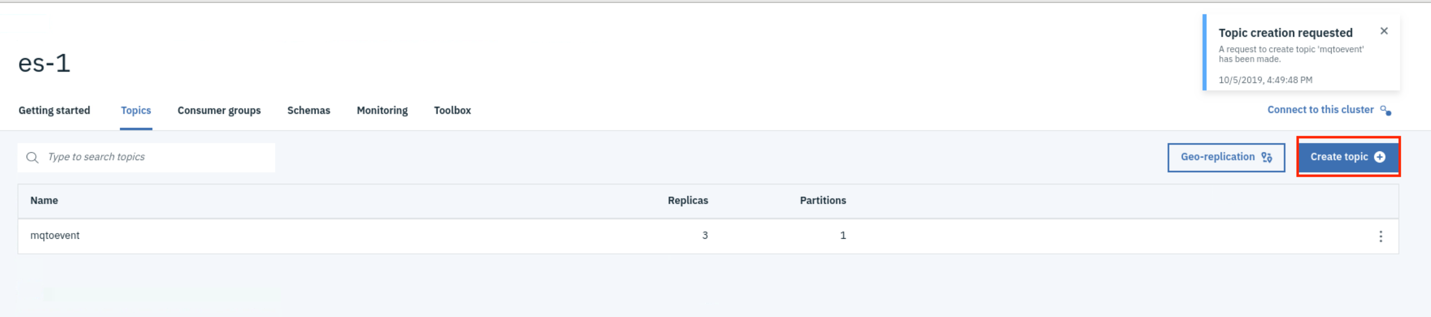 Topic creation requested
A request to create topic 'mqtoevent'
has been made.
10/5/2019, 4:49:48 PM
es-1
Getting started Topics Consumer groups Schemas Monitoring Toolbox Connect to this cluster
Type to search topics Geo-replication Create topic
Name Replicas Partitions
mqtoevent 3 1